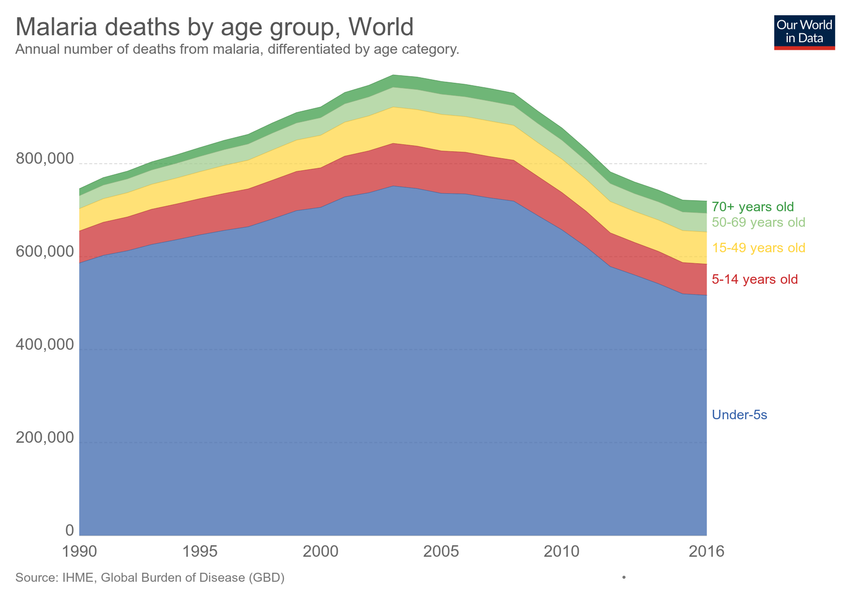 Malaria deaths by age group, World
Annual number of deaths from malaria, differentiated by age category.
Our World
in Data
800,000
600,000
400,000
200,000
0
70+ years old
50-69 years old
15-49 years old
5-14 years old
Under-5s
1990
1995
2000
2005
2010
2016
Source: IHME, Global Burden of Disease (GBD)